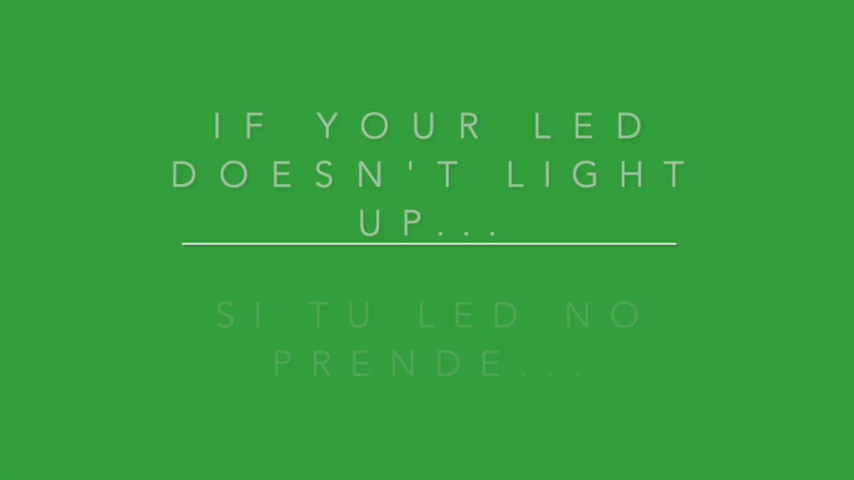 IF YOUR LED
DOESN'T LIGHT
UP...
SI TU LED NO
PRENDE...